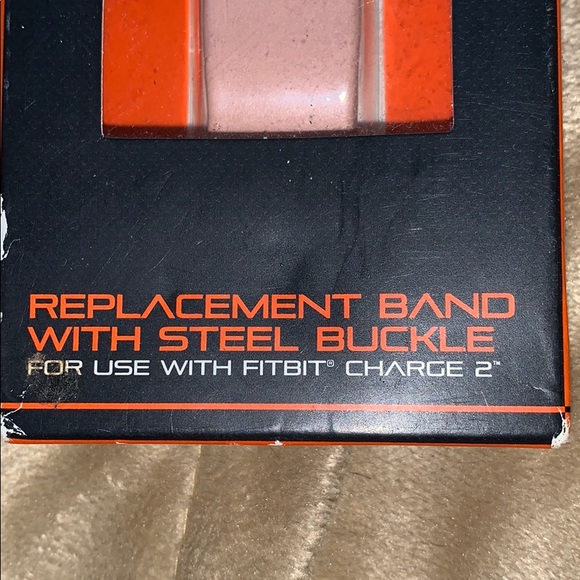 REPLACEMENT BAND
WITH STEEL BUCKLE
FOR USE WITH FITBIT® CHARGE 2™